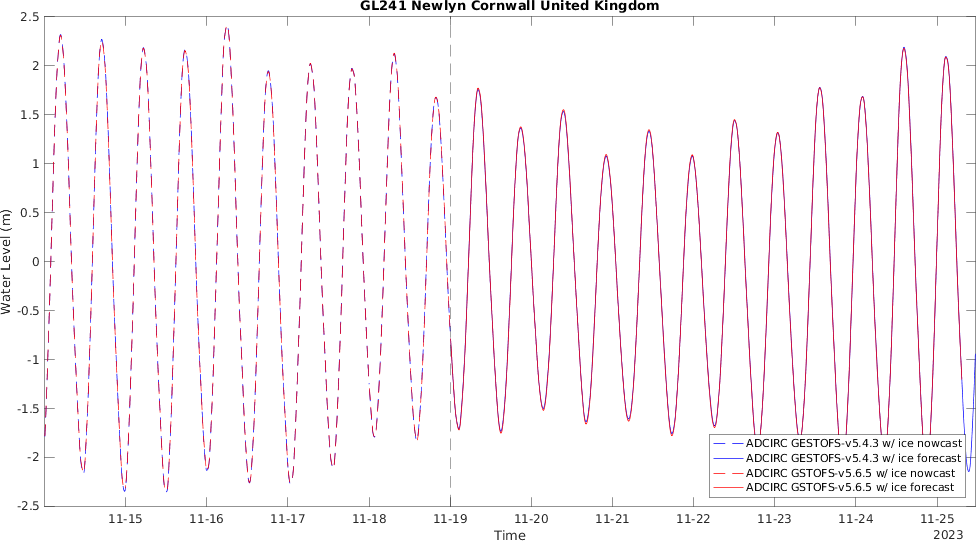 GL241 Newlyn Cornwall United Kingdom
Water Level (m)
2.5
2
1.5
1
0.5
0
-0.5
-1
-1.5
-2
-2.5
ADCIRC GESTOFS-v5.4.3 w/ ice nowcast
ADCIRC GESTOFS-v5.4.3 w/ ice forecast
ADCIRC GSTOFS-v5.6.5 w/ ice nowcast
ADCIRC GSTOFS-v5.6.5 w/ ice forecast
11-15 11-16 11-17 11-18 11-19 11-20 11-21 11-22 11-23 11-24 11-25
Time
2023